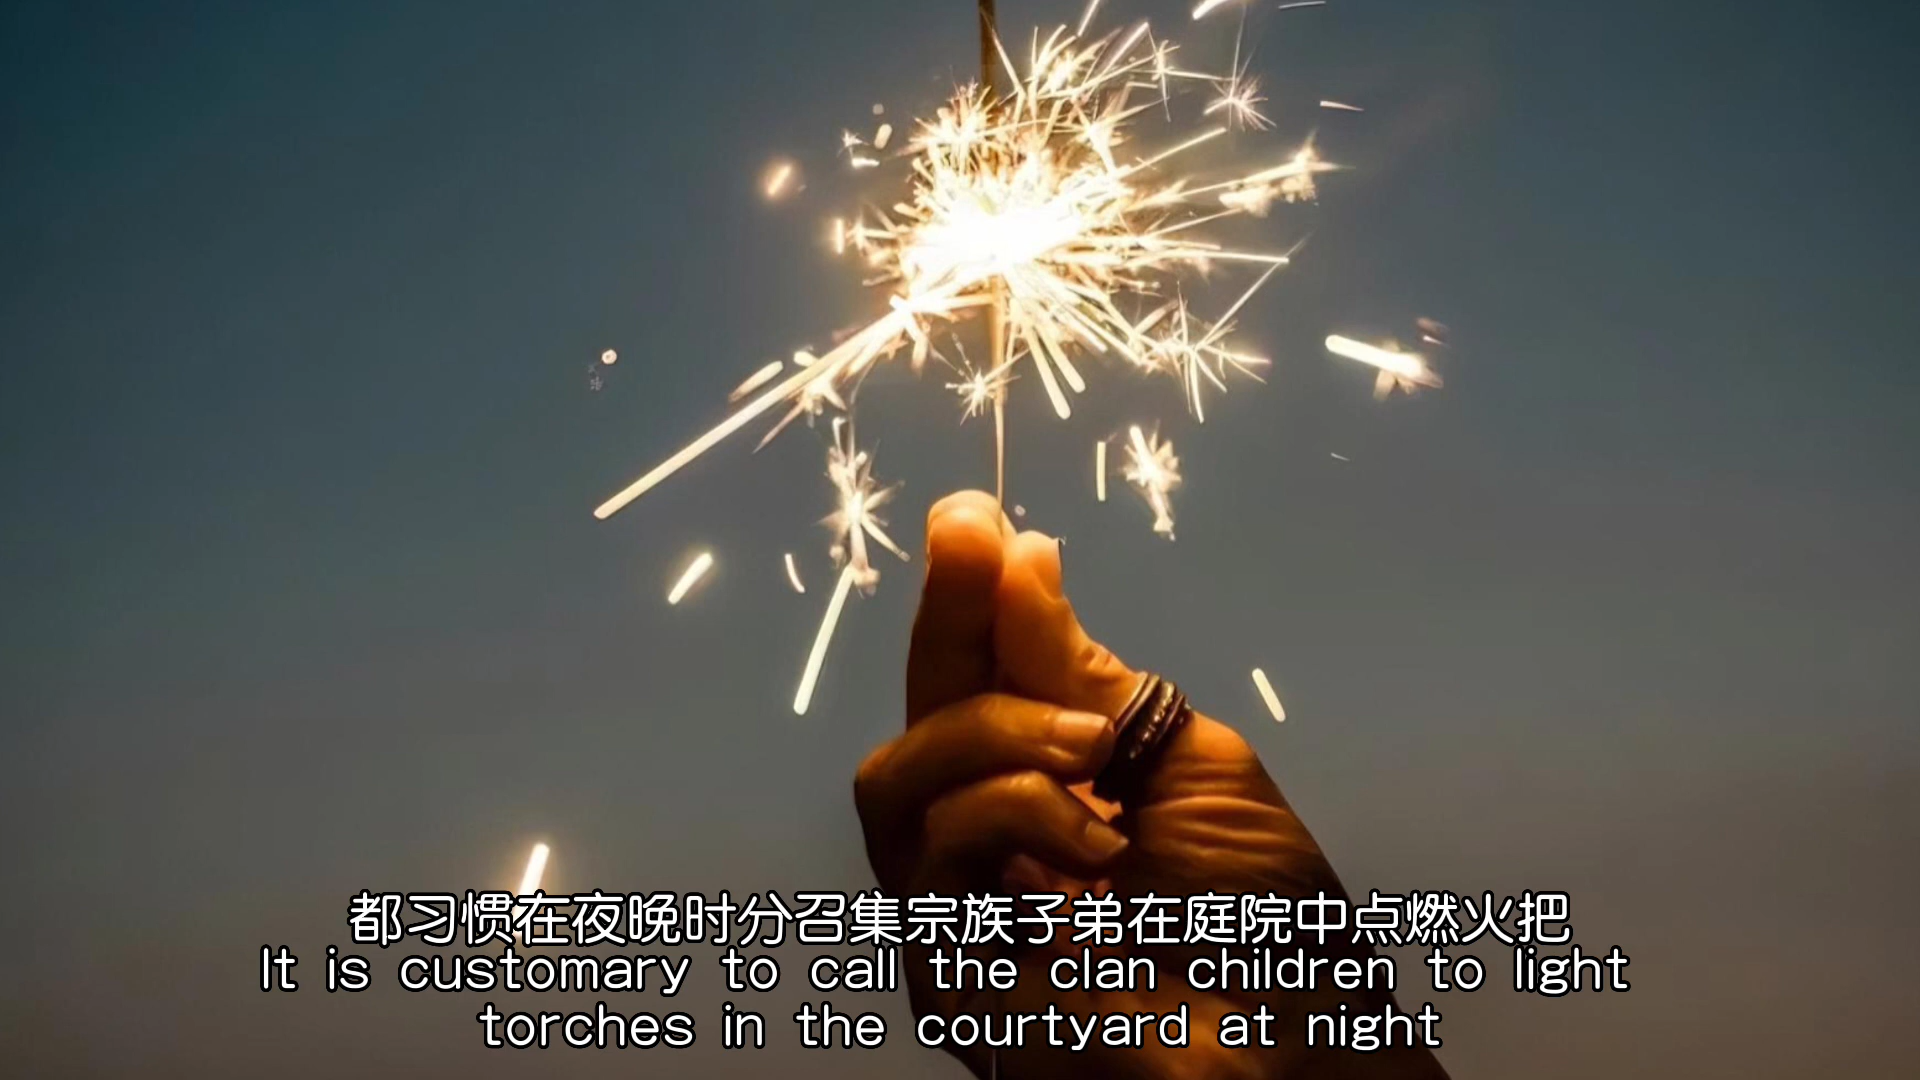 都习惯在夜晚时分召集宗族子弟在庭院中点燃火把
It is customary to call the clan children to light
torches in the courtyard at night